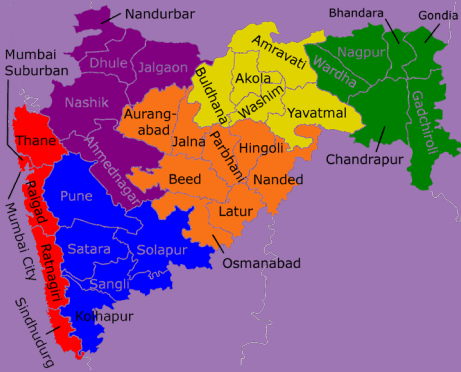 Nandurbar
Bhandara
Gondia
Mumbai
Suburban
Dhule
Jalgaon
Amravati
Nagpur
Wardha
Buldhana
Akola
Washim
Nashik
Yavatmal
Gadchiroli
Aurang-
abad
Thane
Jalna
Parbhani
Hingoli
Chandrapur
Ahmednagar
Beed
Nanded
Raigad
Pune
Latur
Mumbai City
Satara
Solapur
Osmanabad
Ratnagiri
Sangli
Kolhapur
Sindhudurg